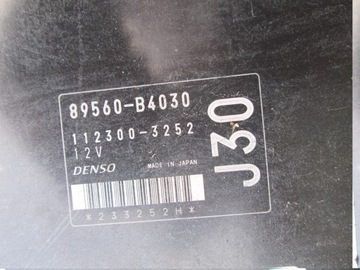 89560-B4030
112300-3252
12V
DENSO MADE IN JAPAN
*233252H*
J30